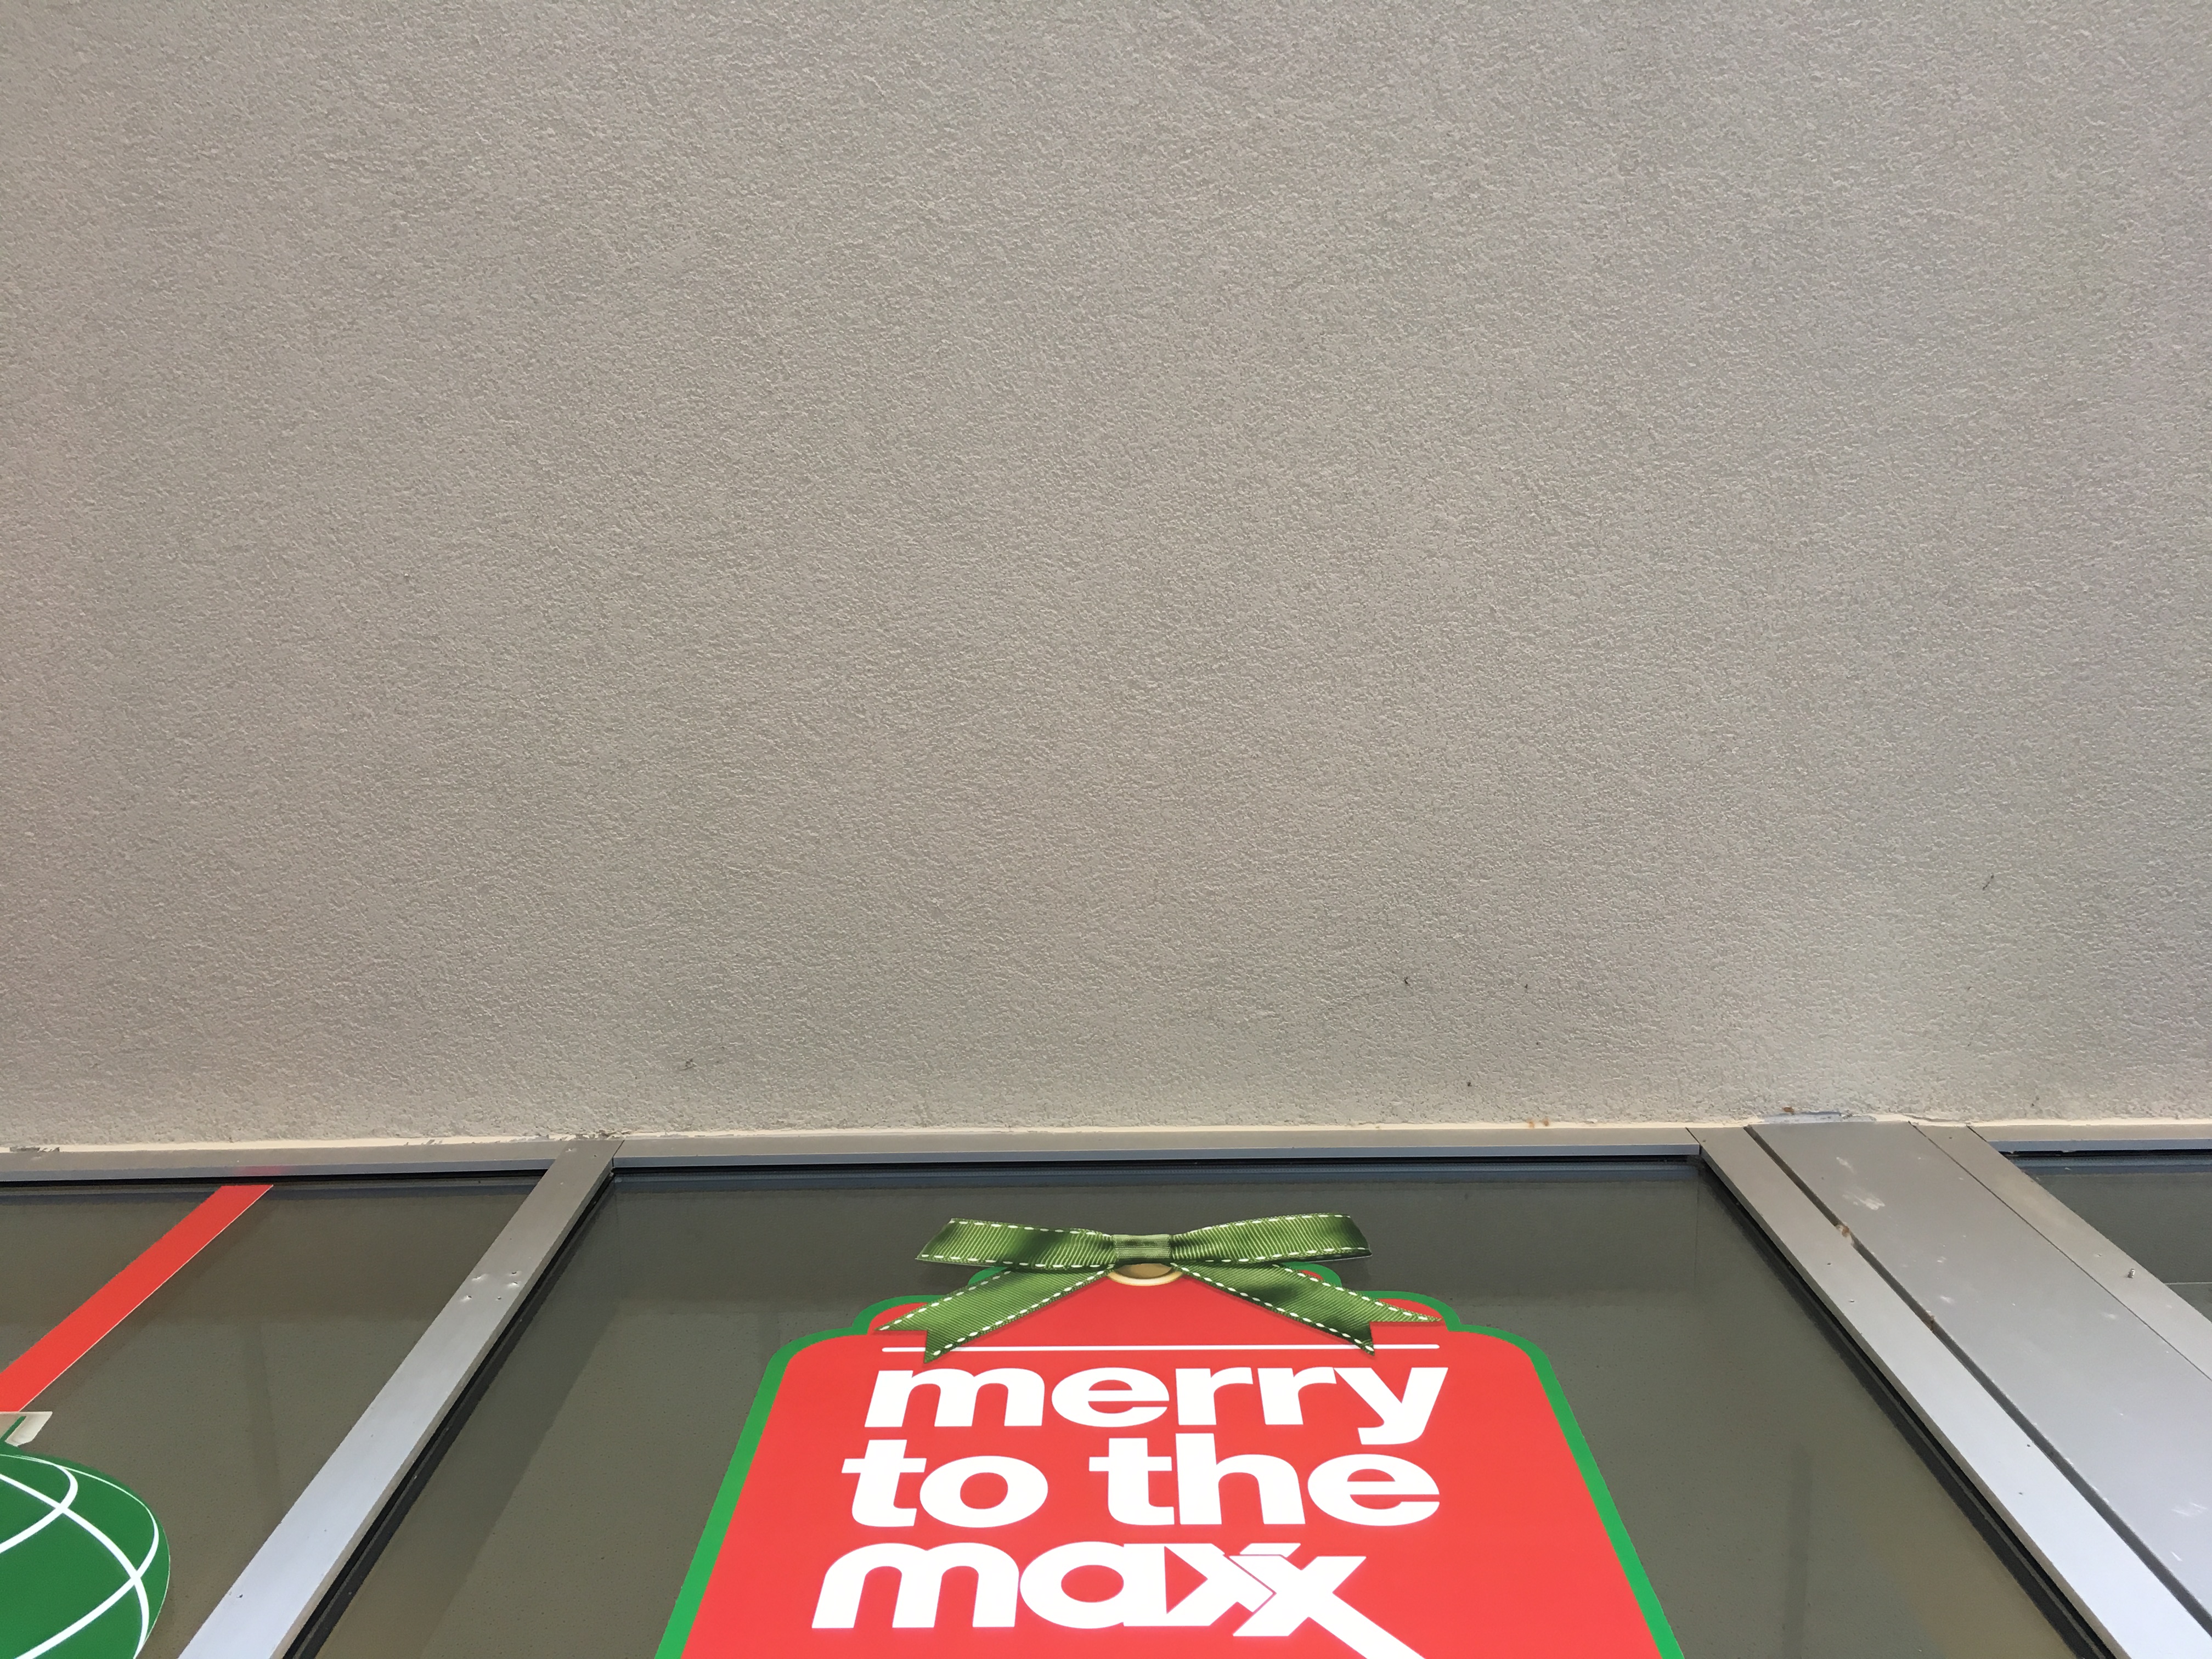 merry
to the
maxx